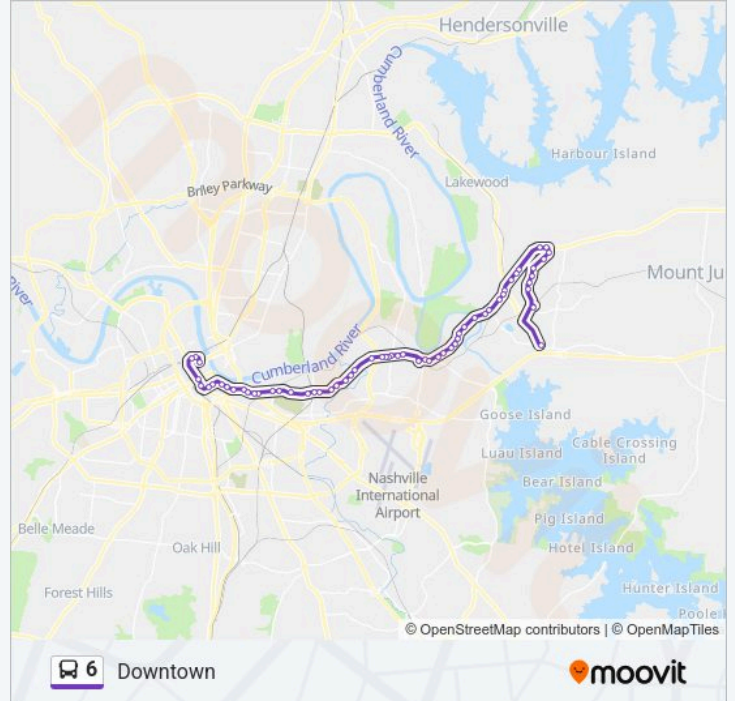 Hendersonville
Cumberland River
Harbour Island
Lakewood
Briley Parkway
Mount Ju
River
Cumberland River
Goose Island
Cable Crossing
Island
Luau Island
Bear Island
Nashville
International
Airport
Pig Island
Belle Meade
Oak Hill
Hotel Island
Forest Hills
Hunter Island
Poole
© OpenStreetMap contributors | © OpenMapTiles
6 Downtown
moovit